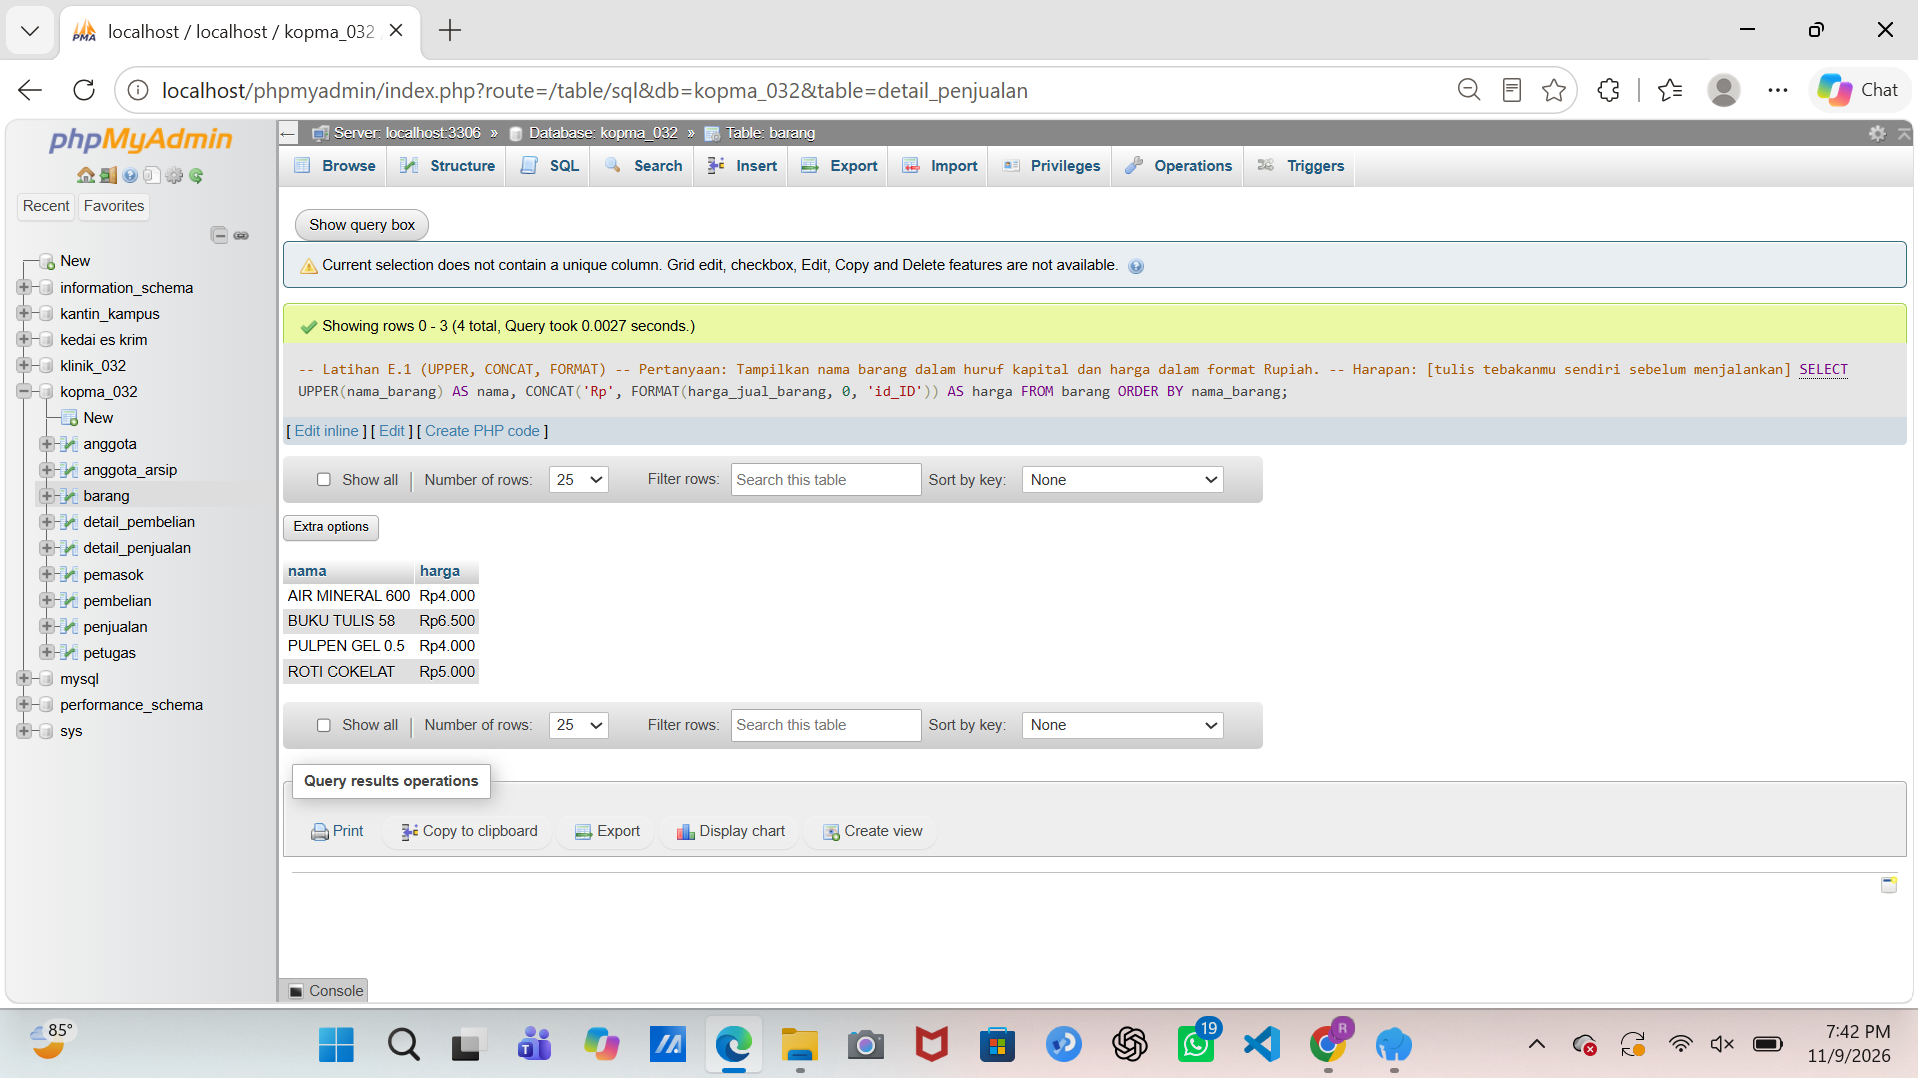 localhost / localhost / kopma_032
localhost/phpmyadmin/index.php?route=/table/sql&db=kopma_032&table=detail_penjualan
Chat
phpMyAdmin
Recent
Favorites
New
information_schema
kantin_kampus
kedai es krim
klinik_032
kopma_032
New
anggota
anggota_arsip
barang
detail_pembelian
detail_penjualan
pemasok
pembelian
penjualan
petugas
mysql
performance_schema
sys
Server: localhost:3306 » Database: kopma_032 » Table: barang
Browse Structure SQL Search Insert Export Import Privileges Operations Triggers
Show query box
Current selection does not contain a unique column. Grid edit, checkbox, Edit, Copy and Delete features are not available.
Showing rows 0 - 3 (4 total, Query took 0.0027 seconds.)
-- Latihan E.1 (UPPER, CONCAT, FORMAT) -- Pertanyaan: Tampilkan nama barang dalam huruf kapital dan harga dalam format Rupiah. -- Harapan: [tulis tebakanmu sendiri sebelum menjalankan] SELECT
UPPER(nama_barang) AS nama, CONCAT('Rp', FORMAT(harga_jual_barang, 0, 'id_ID')) AS harga FROM barang ORDER BY nama_barang;
[ Edit inline ] [ Edit ] [ Create PHP code ]
Show all Number of rows: 25 Filter rows: Search this table Sort by key: None
Extra options
nama harga
AIR MINERAL 600 Rp4.000
BUKU TULIS 58 Rp6.500
PULPEN GEL 0.5 Rp4.000
ROTI COKELAT Rp5.000
Show all Number of rows: 25 Filter rows: Search this table Sort by key: None
Query results operations
Print Copy to clipboard Export Display chart Create view
Console
85°
19
R
7:42 PM
11/9/2026